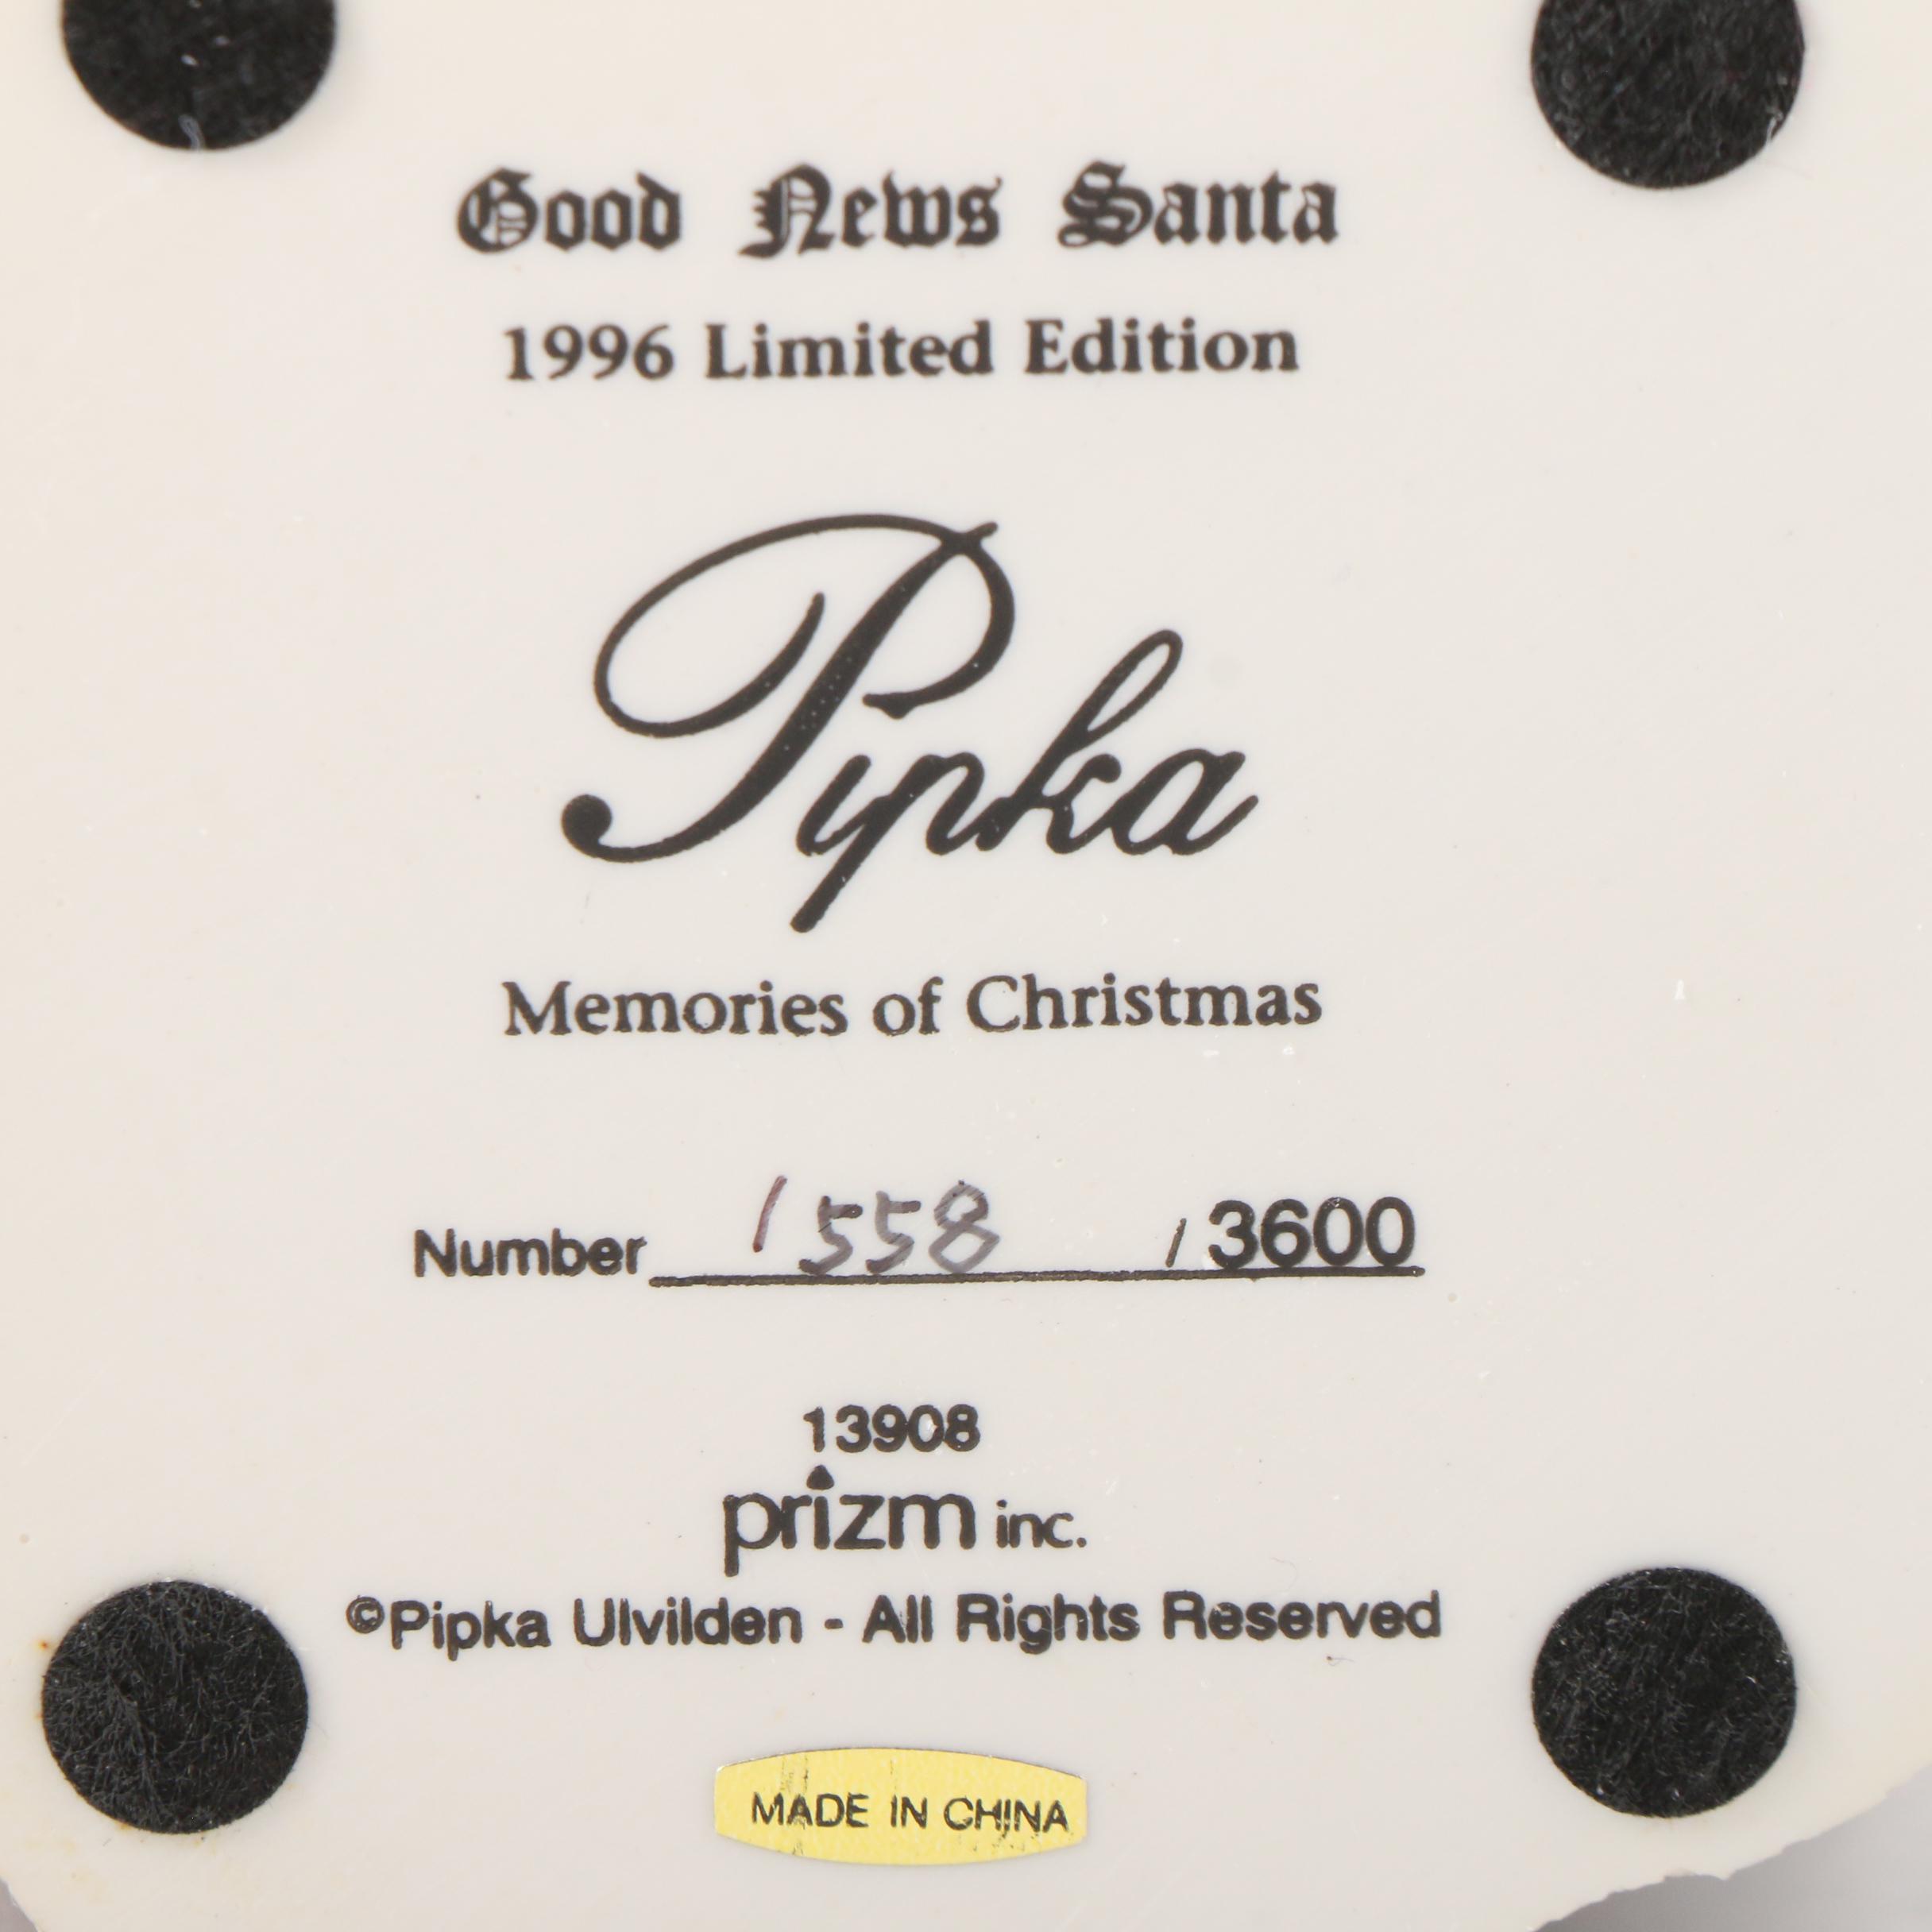 Good News Santa
1996 Limited Edition
Pipka
Memories of Christmas
Number 1558 / 3600
13908
prizm inc.
©Pipka Ulvilden - All Rights Reserved
MADE IN CHINA